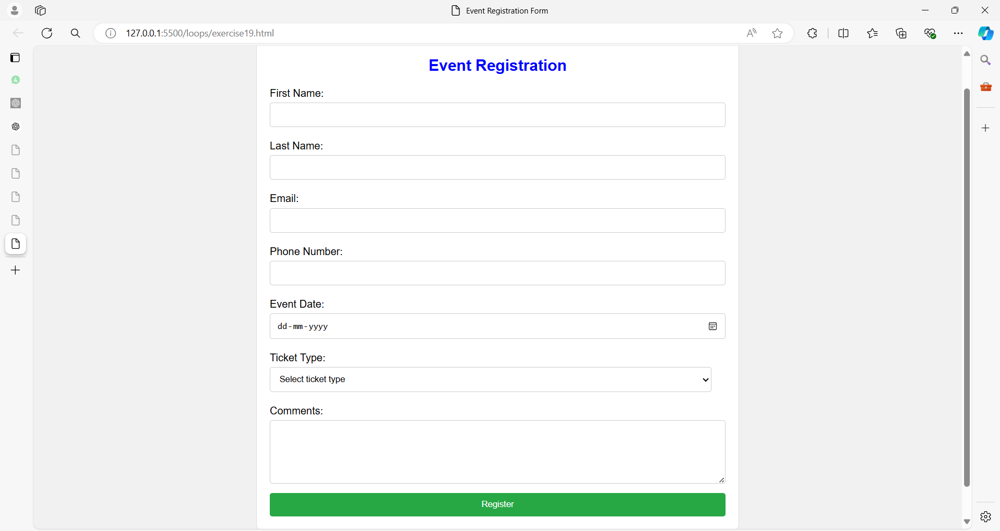 Event Registration Form
127.0.0.1:5500/loops/exercise19.html
Event Registration
First Name:
Last Name:
Email:
Phone Number:
Event Date:
dd-mm-yyyy
Ticket Type:
Select ticket type
Comments:
Register